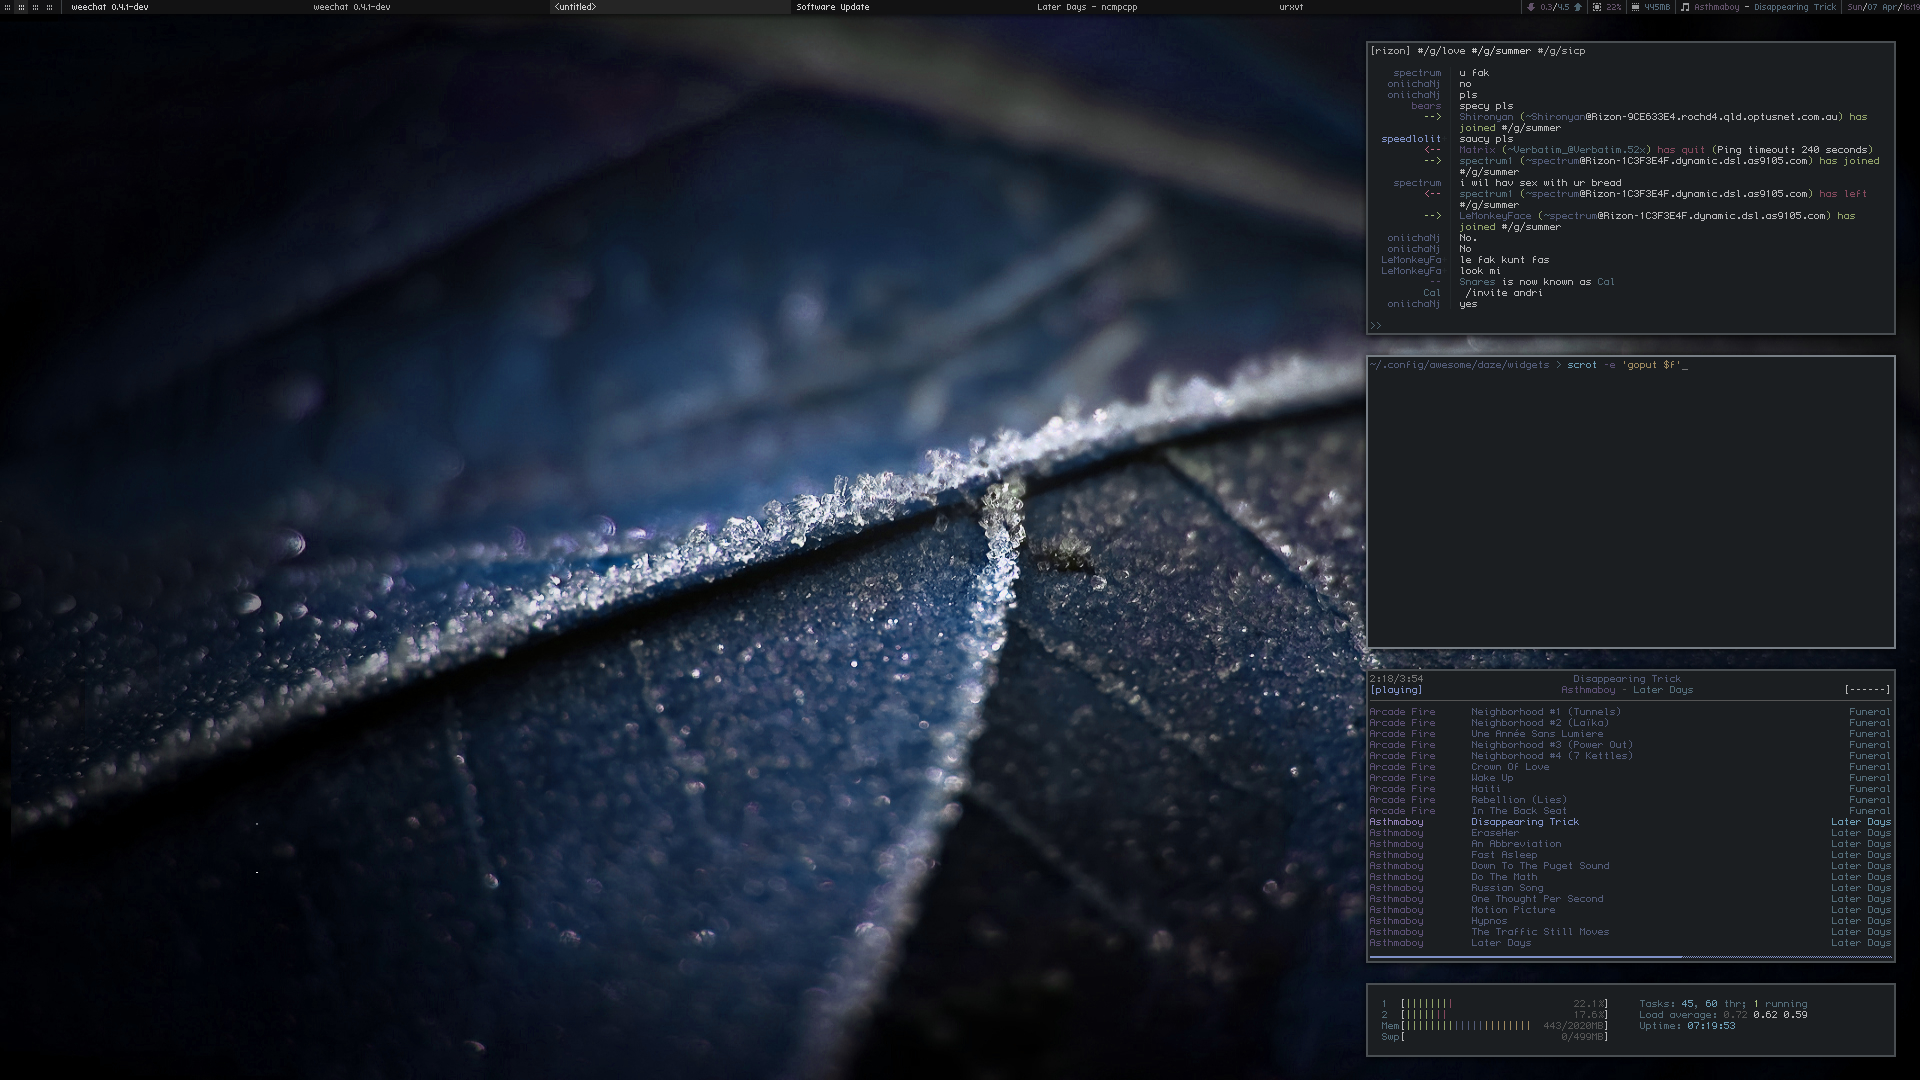 weechat 0.4.1-dev
weechat 0.4.1-dev
<untitled>
Software Update
Later Days - ncmpcpp
urxvt
0.3/4.5
22%
445MB
Asthmaboy - Disappearing Trick
Sun/07 Apr/16:19
[rizon] #/g/love #/g/summer #/g/sicp
spectrum u fak
oniichaNj no
oniichaNj pls
bears specy pls
--> Shironyan (~Shironyan@Rizon-9CE633E4.rochd4.qld.optusnet.com.au) has
joined #/g/summer
speedlolit saucy pls
<-- Matrix (~Verbatim_@Verbatim.52x) has quit (Ping timeout: 240 seconds)
--> spectrum1 (~spectrum@Rizon-1C3F3E4F.dynamic.dsl.as9105.com) has joined
#/g/summer
spectrum i wil hav sex with ur bread
<-- spectrum1 (~spectrum@Rizon-1C3F3E4F.dynamic.dsl.as9105.com) has left
#/g/summer
--> LeMonkeyFace (~spectrum@Rizon-1C3F3E4F.dynamic.dsl.as9105.com) has
joined #/g/summer
oniichaNj No.
oniichaNj No
LeMonkeyFa le fak kunt fas
LeMonkeyFa look mi
-- Snares is now known as Cal
Cal /invite andri
oniichaNj yes
>>
~/.config/awesome/daze/widgets > scrot -e 'goput $f'_
2:18/3:54 Disappearing Trick
[playing] Asthmaboy - Later Days [------]
Arcade Fire Neighborhood #1 (Tunnels) Funeral
Arcade Fire Neighborhood #2 (Laïka) Funeral
Arcade Fire Une Année Sans Lumiere Funeral
Arcade Fire Neighborhood #3 (Power Out) Funeral
Arcade Fire Neighborhood #4 (7 Kettles) Funeral
Arcade Fire Crown Of Love Funeral
Arcade Fire Wake Up Funeral
Arcade Fire Haïti Funeral
Arcade Fire Rebellion (Lies) Funeral
Arcade Fire In The Back Seat Funeral
Asthmaboy Disappearing Trick Later Days
Asthmaboy EraseHer Later Days
Asthmaboy An Abbreviation Later Days
Asthmaboy Fast Asleep Later Days
Asthmaboy Down To The Puget Sound Later Days
Asthmaboy Do The Math Later Days
Asthmaboy Russian Song Later Days
Asthmaboy One Thought Per Second Later Days
Asthmaboy Motion Picture Later Days
Asthmaboy Hypnos Later Days
Asthmaboy The Traffic Still Moves Later Days
Asthmaboy Later Days Later Days
1 [|||||||| 22.1%] Tasks: 45, 60 thr; 1 running
2 [||||||| 17.6%] Load average: 0.72 0.62 0.59
Mem[||||||||||||||||||||| 443/2020MB] Uptime: 07:19:53
Swp[ 0/499MB]